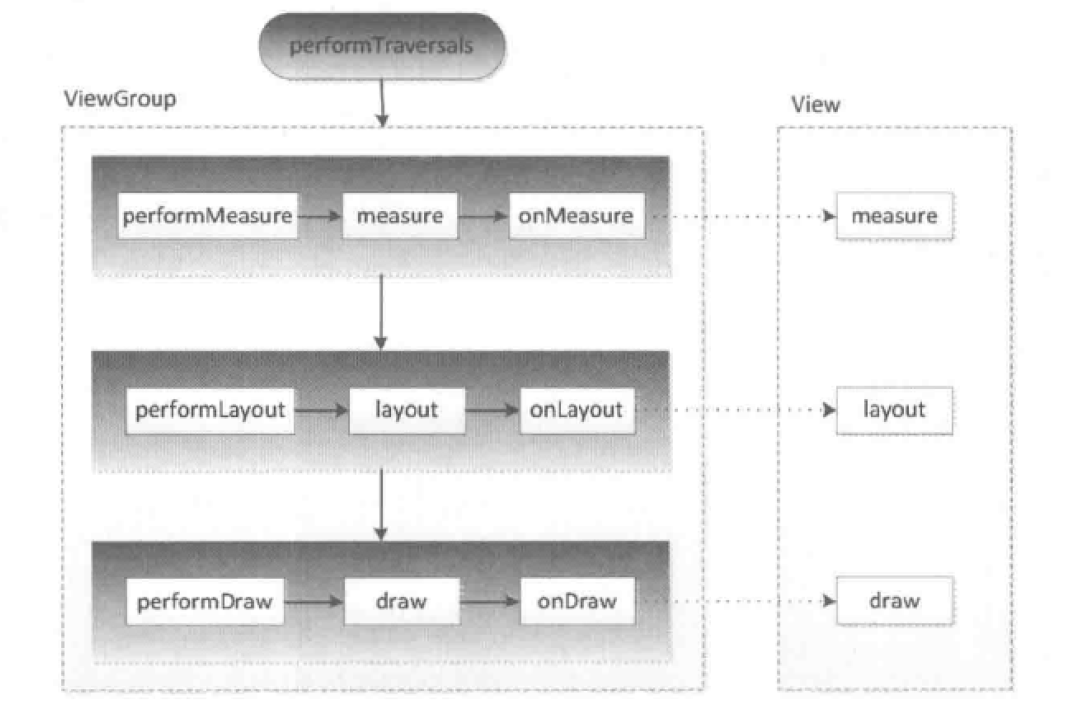 performTraversals
ViewGroup
View
performMeasure
measure
onMeasure
measure
performLayout
layout
onLayout
layout
performDraw
draw
onDraw
draw